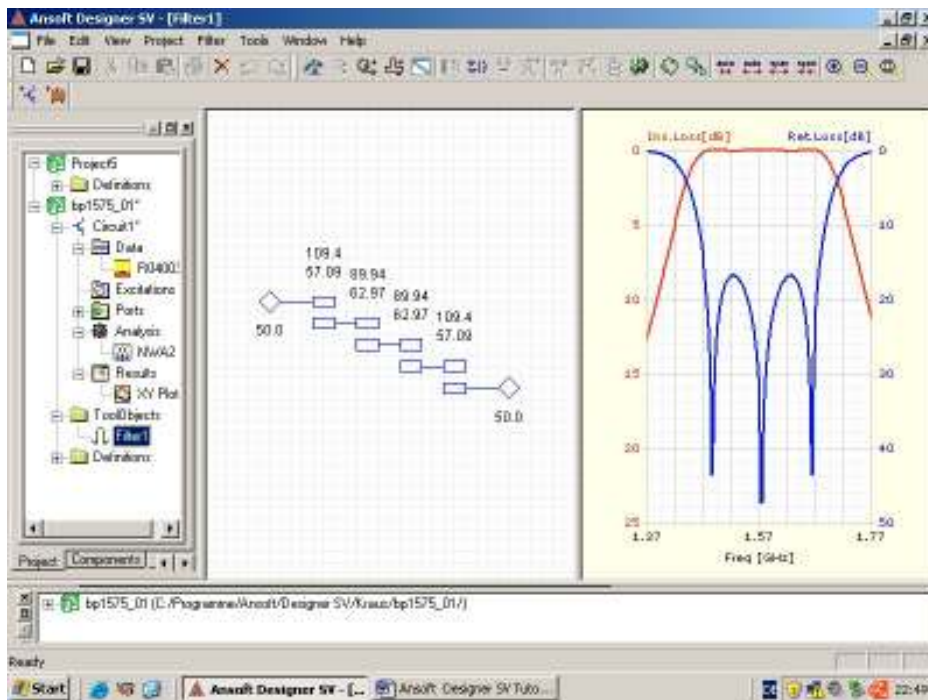 Ansoft Designer SV - [Filter1]
File Edit View Project Filter Tools Window Help
Project5
Definitions
bp1575_01*
Circuit1*
Data
Excitations
Ports
Analysis
NWA2
Results
XY Plot
ToolObjects
Filter1
Definitions
Project Components
109.4
57.09
89.94
62.97
89.94
62.97
109.4
57.09
50.0
50.0
Ins.Loss[dB] Ret.Loss[dB]
0 0
5 10
10 20
15 30
20 40
25 50
1.37 1.57 1.77
Freq [GHz]
bp1575_01 (C:/Programme/Ansoft/Designer SV/Kraus/bp1575_01/)
Ready
Start Ansoft Designer SV - [... Ansoft Designer SV Tuto...